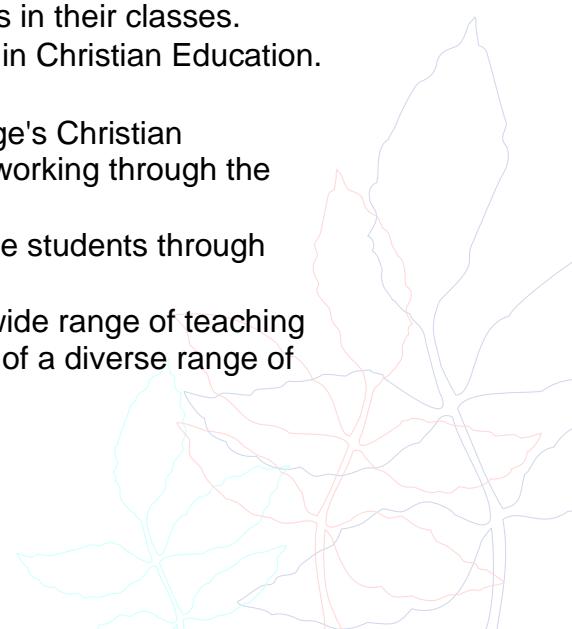 s in their classes.
in Christian Education.
ge's Christian
working through the
e students through
wide range of teaching
of a diverse range of